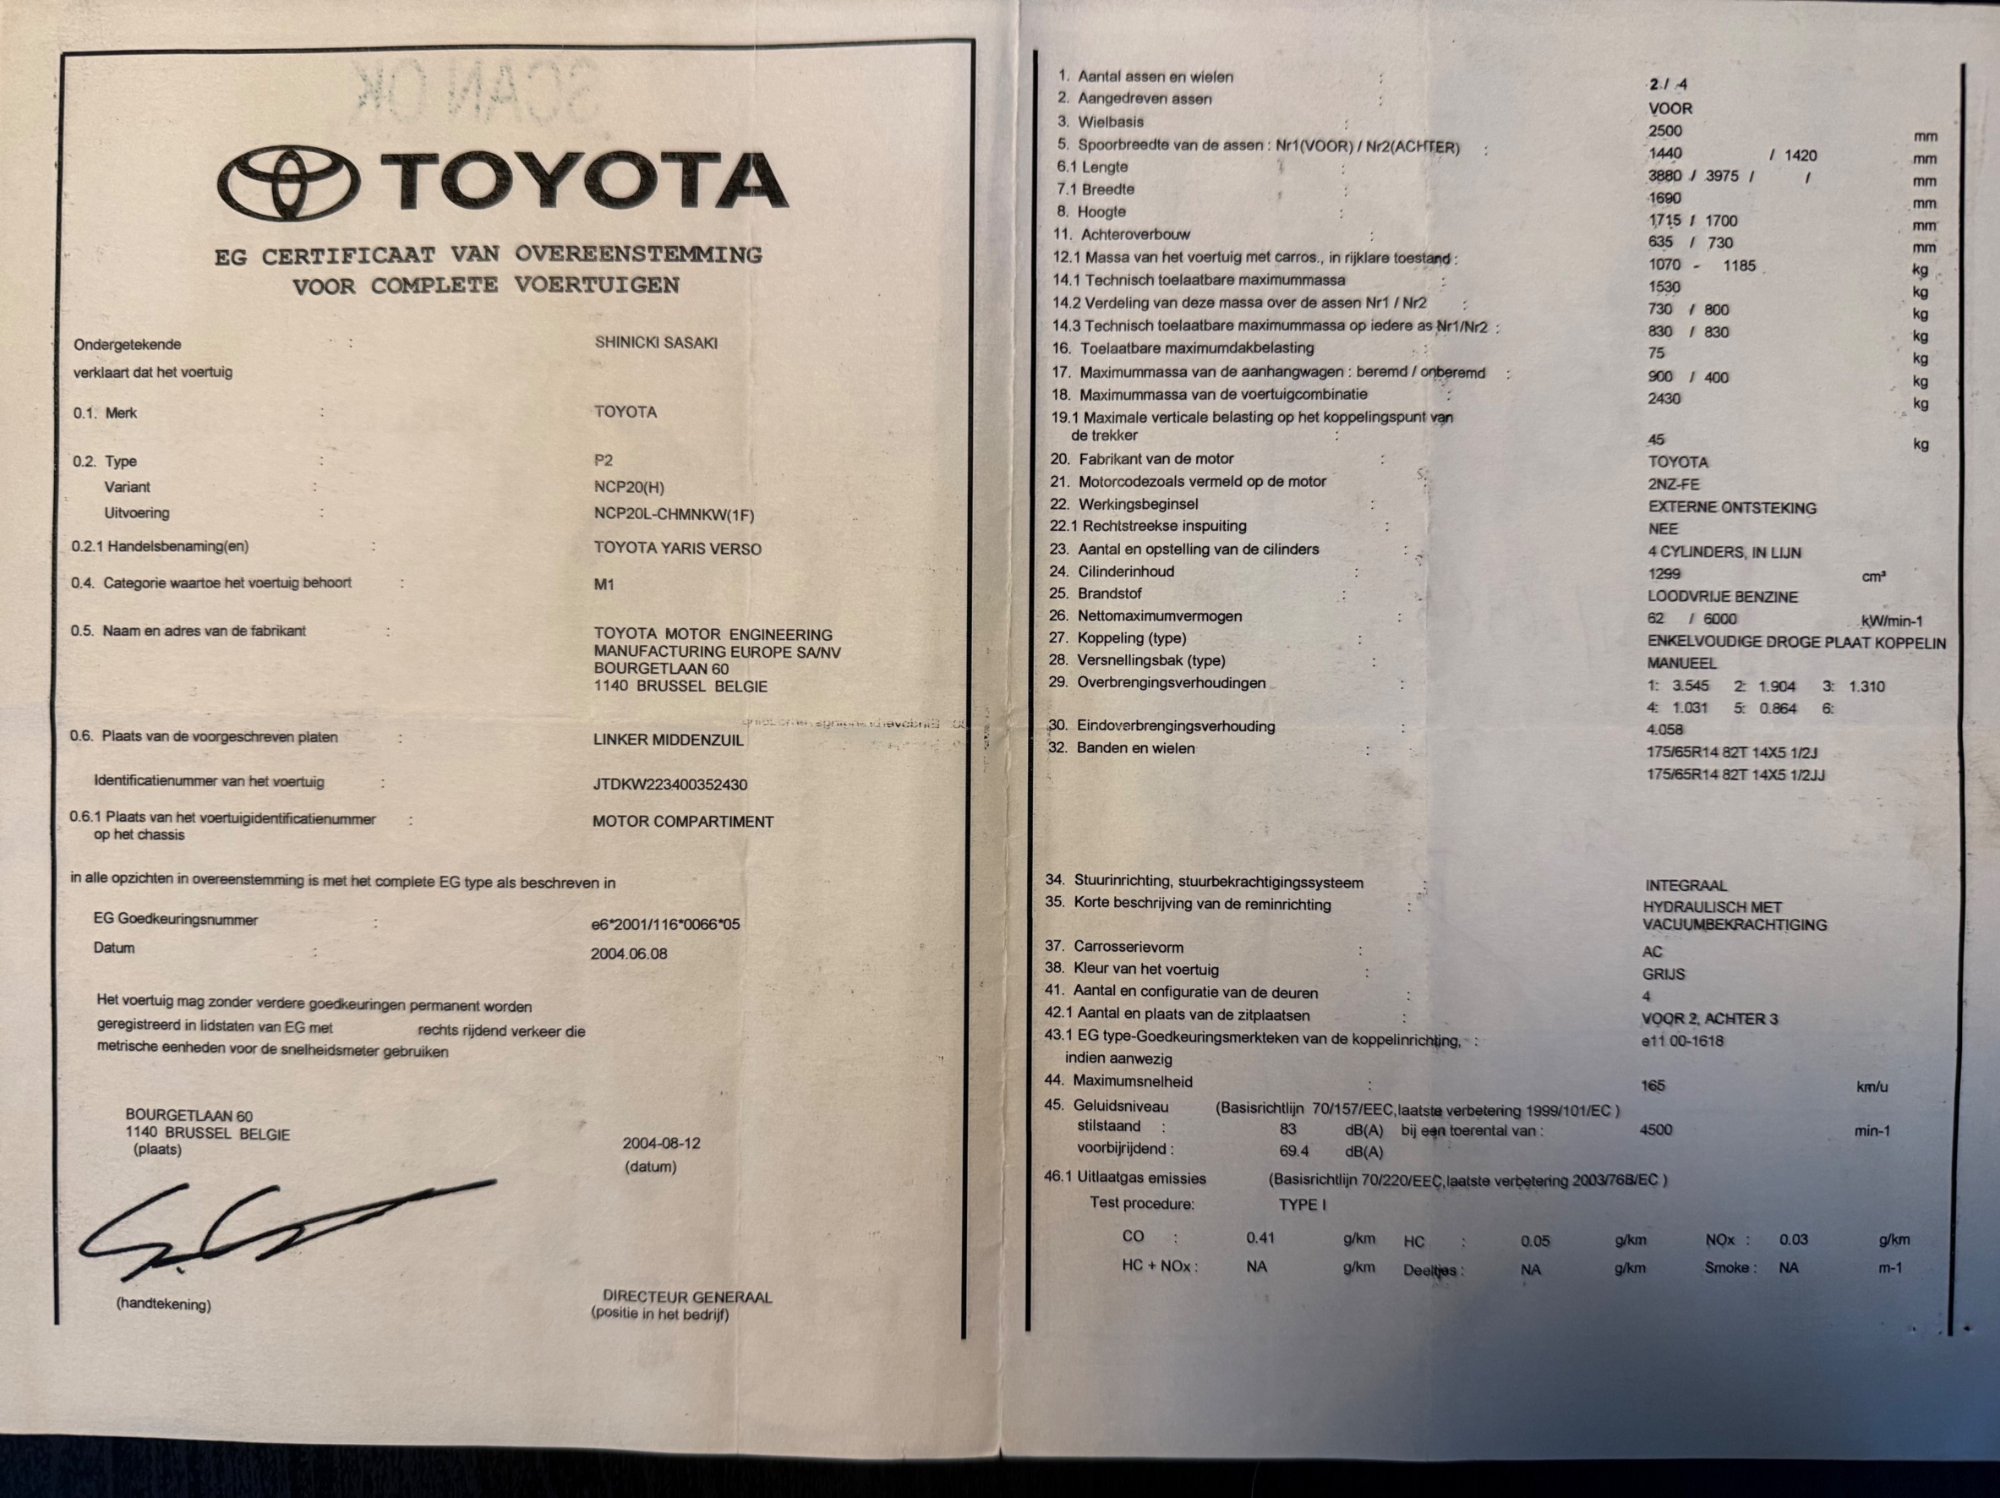 SCAN OK
TOYOTA
EG CERTIFICAAT VAN OVEREENSTEMMING
VOOR COMPLETE VOERTUIGEN
Ondergetekende : SHINICKI SASAKI
verklaart dat het voertuig
0.1. Merk : TOYOTA
0.2. Type : P2
Variant : NCP20(H)
Uitvoering : NCP20L-CHMNKW(1F)
0.2.1 Handelsbenaming(en) : TOYOTA YARIS VERSO
0.4. Categorie waartoe het voertuig behoort : M1
0.5. Naam en adres van de fabrikant : TOYOTA MOTOR ENGINEERING
MANUFACTURING EUROPE SA/NV
BOURGETLAAN 60
1140 BRUSSEL BELGIE
0.6. Plaats van de voorgeschreven platen : LINKER MIDDENZUIL
Identificatienummer van het voertuig : JTDKW223400352430
0.6.1 Plaats van het voertuigidentificatienummer : MOTOR COMPARTIMENT
op het chassis
in alle opzichten in overeenstemming is met het complete EG type als beschreven in
EG Goedkeuringsnummer : e6*2001/116*0066*05
Datum : 2004.06.08
Het voertuig mag zonder verdere goedkeuringen permanent worden
geregistreerd in lidstaten van EG met rechts rijdend verkeer die
metrische eenheden voor de snelheidsmeter gebruiken
BOURGETLAAN 60
1140 BRUSSEL BELGIE
(plaats)
2004-08-12
(datum)
(handtekening)
DIRECTEUR GENERAAL
(positie in het bedrijf)
1. Aantal assen en wielen : 2 / 4
2. Aangedreven assen : VOOR
3. Wielbasis : 2500 mm
5. Spoorbreedte van de assen : Nr1(VOOR) / Nr2(ACHTER) : 1440 / 1420 mm
6.1 Lengte : 3880 / 3975 / / mm
7.1 Breedte : 1690 mm
8. Hoogte : 1715 / 1700 mm
11. Achteroverbouw : 635 / 730 mm
12.1 Massa van het voertuig met carros., in rijklare toestand : 1070 - 1185 kg
14.1 Technisch toelaatbare maximummassa : 1530 kg
14.2 Verdeling van deze massa over de assen Nr1 / Nr2 : 730 / 800 kg
14.3 Technisch toelaatbare maximummassa op iedere as Nr1/Nr2 : 830 / 830 kg
16. Toelaatbare maximumdakbelasting : 75 kg
17. Maximummassa van de aanhangwagen : beremd / onberemd : 900 / 400 kg
18. Maximummassa van de voertuigcombinatie : 2430 kg
19.1 Maximale verticale belasting op het koppelingspunt van
de trekker : 45 kg
20. Fabrikant van de motor : TOYOTA
21. Motorcodezoals vermeld op de motor : 2NZ-FE
22. Werkingsbeginsel : EXTERNE ONTSTEKING
22.1 Rechtstreekse inspuiting : NEE
23. Aantal en opstelling van de cilinders : 4 CYLINDERS, IN LIJN
24. Cilinderinhoud : 1299 cm³
25. Brandstof : LOODVRIJE BENZINE
26. Nettomaximumvermogen : 62 / 6000 kW/min-1
27. Koppeling (type) : ENKELVOUDIGE DROGE PLAAT KOPPELIN
28. Versnellingsbak (type) : MANUEEL
29. Overbrengingsverhoudingen : 1: 3.545 2: 1.904 3: 1.310
4: 1.031 5: 0.864 6:
30. Eindoverbrengingsverhouding : 4.058
32. Banden en wielen : 175/65R14 82T 14X5 1/2J
175/65R14 82T 14X5 1/2JJ
34. Stuurinrichting, stuurbekrachtigingssysteem : INTEGRAAL
35. Korte beschrijving van de reminrichting : HYDRAULISCH MET
VACUUMBEKRACHTIGING
37. Carrosserievorm : AC
38. Kleur van het voertuig : GRIJS
41. Aantal en configuratie van de deuren : 4
42.1 Aantal en plaats van de zitplaatsen : VOOR 2, ACHTER 3
43.1 EG type-Goedkeuringsmerkteken van de koppelinrichting, : e11 00-1618
indien aanwezig
44. Maximumsnelheid : 165 km/u
45. Geluidsniveau (Basisrichtlijn 70/157/EEC,laatste verbetering 1999/101/EC )
stilstaand : 83 dB(A) bij een toerental van : 4500 min-1
voorbijrijdend : 69.4 dB(A)
46.1 Uitlaatgas emissies (Basisrichtlijn 70/220/EEC,laatste verbetering 2003/76B/EC )
Test procedure: TYPE I
CO : 0.41 g/km HC : 0.05 g/km NOx : 0.03 g/km
HC + NOx : NA g/km Deeltjes : NA g/km Smoke : NA m-1